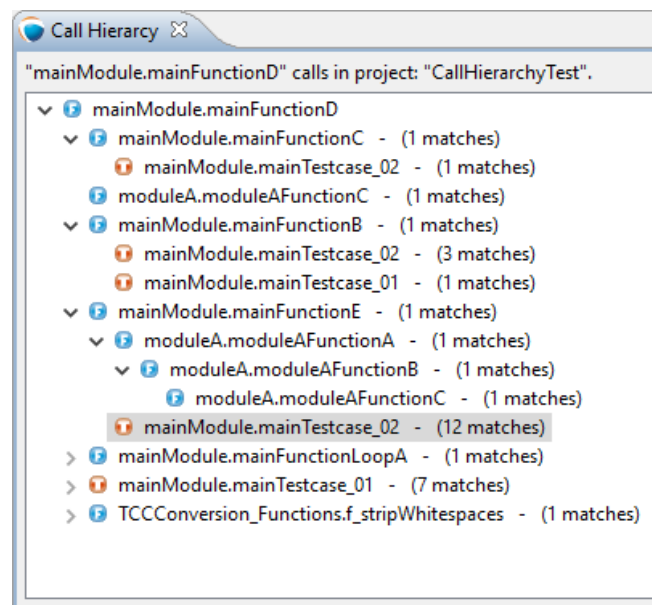 Call Hierarcy
"mainModule.mainFunctionD" calls in project: "CallHierarchyTest".
mainModule.mainFunctionD
mainModule.mainFunctionC - (1 matches)
mainModule.mainTestcase_02 - (1 matches)
moduleA.moduleAFunctionC - (1 matches)
mainModule.mainFunctionB - (1 matches)
mainModule.mainTestcase_02 - (3 matches)
mainModule.mainTestcase_01 - (1 matches)
mainModule.mainFunctionE - (1 matches)
moduleA.moduleAFunctionA - (1 matches)
moduleA.moduleAFunctionB - (1 matches)
moduleA.moduleAFunctionC - (1 matches)
mainModule.mainTestcase_02 - (12 matches)
mainModule.mainFunctionLoopA - (1 matches)
mainModule.mainTestcase_01 - (7 matches)
TCCConversion_Functions.f_stripWhitespaces - (1 matches)